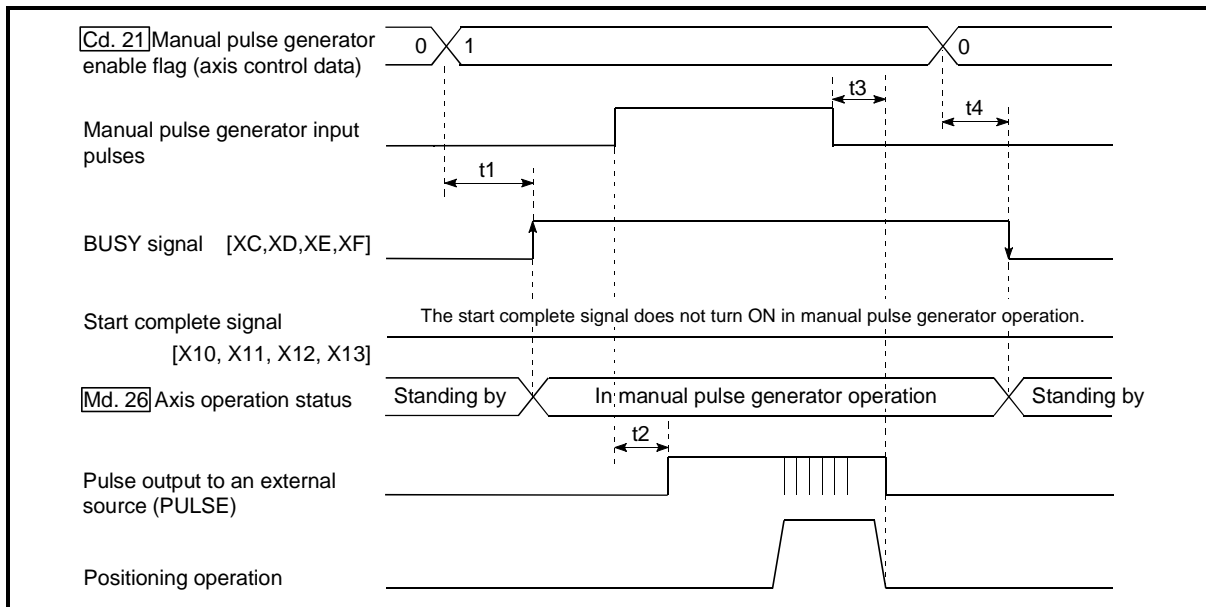 Cd. 21 Manual pulse generator
enable flag (axis control data)
0
1
0
t3
t4
Manual pulse generator input
pulses
t1
BUSY signal [XC,XD,XE,XF]
Start complete signal
[X10, X11, X12, X13]
The start complete signal does not turn ON in manual pulse generator operation.
Md. 26 Axis operation status
Standing by
In manual pulse generator operation
Standing by
t2
Pulse output to an external
source (PULSE)
Positioning operation